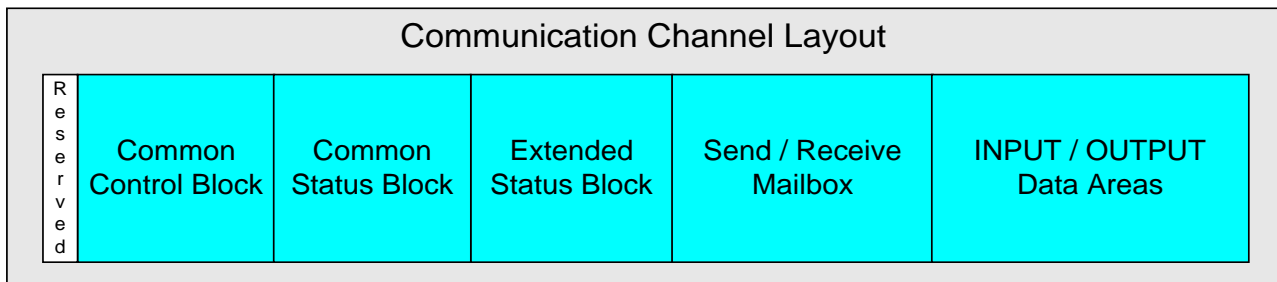 Communication Channel Layout
Reserved
Common
Control Block
Common
Status Block
Extended
Status Block
Send / Receive
Mailbox
INPUT / OUTPUT
Data Areas